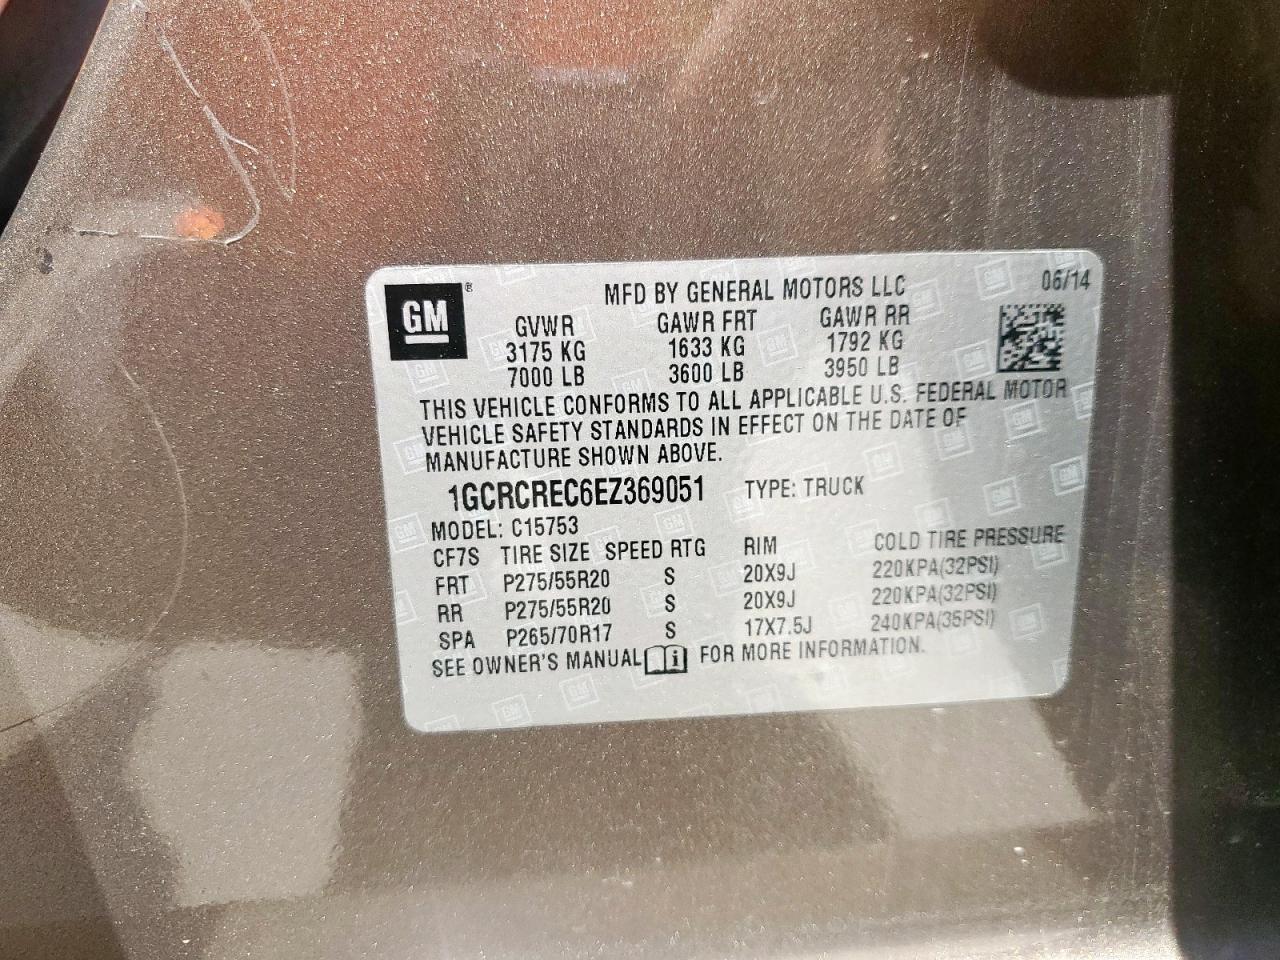 GM ® MFD BY GENERAL MOTORS LLC 06/14
GVWR GAWR FRT GAWR RR
3175 KG 1633 KG 1792 KG
7000 LB 3600 LB 3950 LB
THIS VEHICLE CONFORMS TO ALL APPLICABLE U.S. FEDERAL MOTOR
VEHICLE SAFETY STANDARDS IN EFFECT ON THE DATE OF
MANUFACTURE SHOWN ABOVE.
1GCRCREC6EZ369051 TYPE: TRUCK
MODEL: C15753
CF7S TIRE SIZE SPEED RTG RIM COLD TIRE PRESSURE
FRT P275/55R20 S 20X9J 220KPA(32PSI)
RR P275/55R20 S 20X9J 220KPA(32PSI)
SPA P265/70R17 S 17X7.5J 240KPA(35PSI)
SEE OWNER'S MANUAL i FOR MORE INFORMATION.